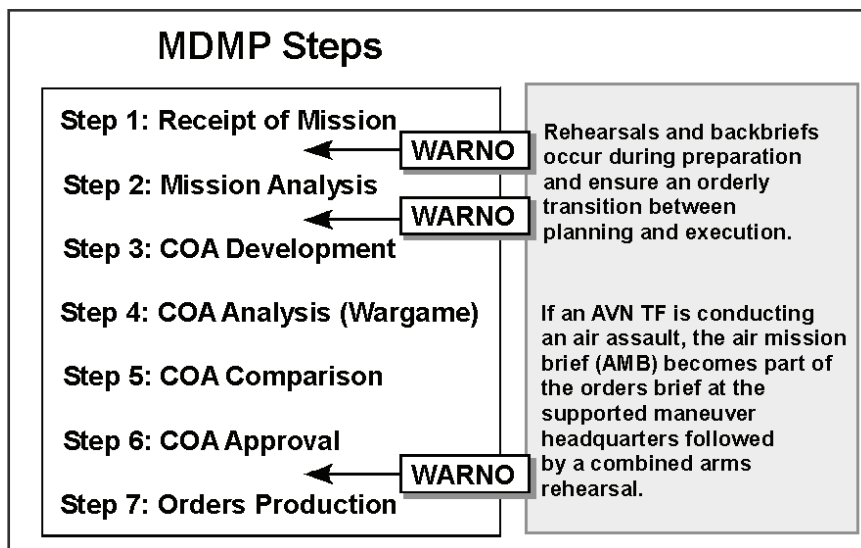 MDMP Steps
Step 1: Receipt of Mission
WARNO
Step 2: Mission Analysis
WARNO
Step 3: COA Development
Step 4: COA Analysis (Wargame)
Step 5: COA Comparison
Step 6: COA Approval
WARNO
Step 7: Orders Production
Rehearsals and backbriefs
occur during preparation
and ensure an orderly
transition between
planning and execution.
If an AVN TF is conducting
an air assault, the air mission
brief (AMB) becomes part of
the orders brief at the
supported maneuver
headquarters followed
by a combined arms
rehearsal.